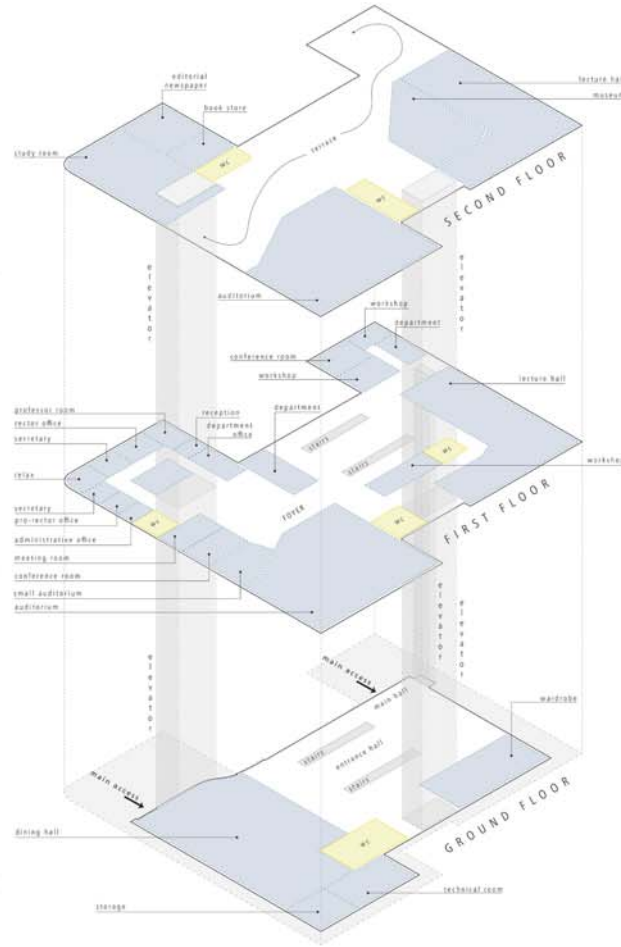 lecture hall
museum
editorial
newspaper
book store
study room
WC
terrace
WC
SECOND FLOOR
elevator
elevator
auditorium
workshop
department
conference room
workshop
lecture hall
professor room
rector office
secretary
reception
department
office
department
stairs
stairs
WC
workshop
relax
secretary
pro-rector office
administrative office
WC
FOYER
WC
FIRST FLOOR
meeting room
conference room
small auditorium
auditorium
elevator
elevator
elevator
main access
main hall
wardrobe
stairs
entrance hall
stairs
main access
GROUND FLOOR
dining hall
WC
technical room
storage